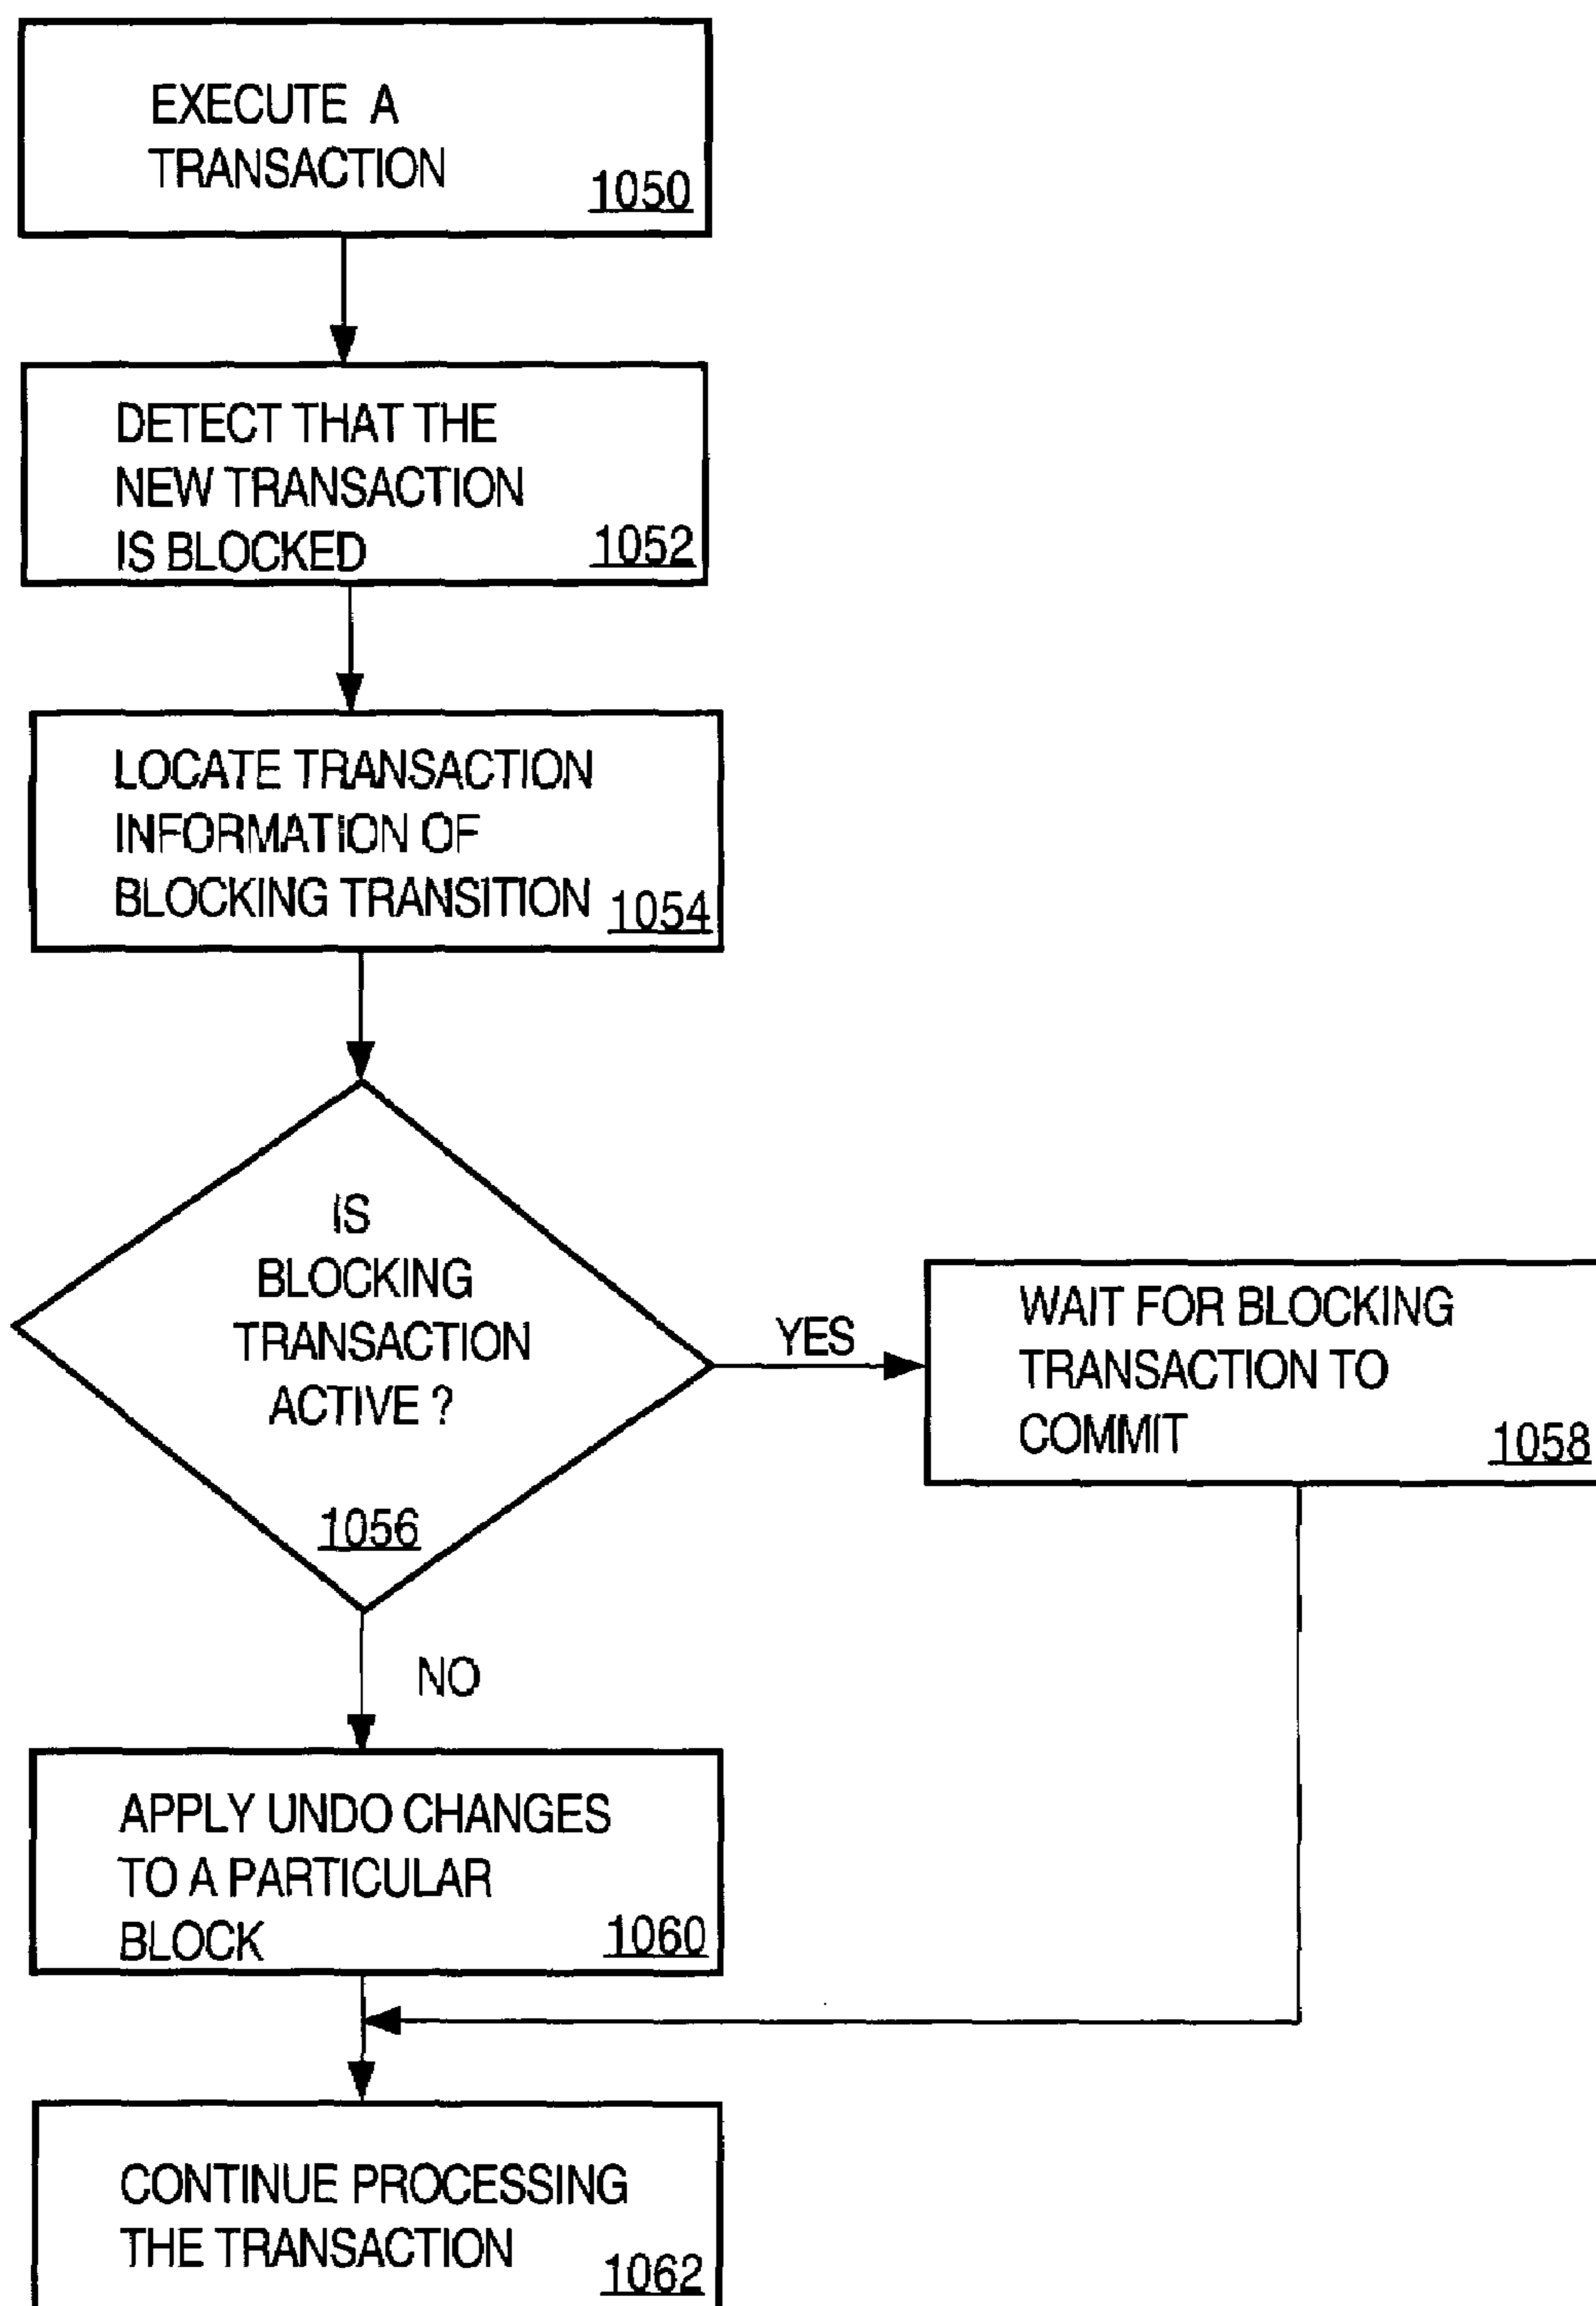 EXECUTE A
TRANSACTION
1050
DETECT THAT THE
NEW TRANSACTION
IS BLOCKED
1052
LOCATE TRANSACTION
INFORMATION OF
BLOCKING TRANSITION
1054
IS
BLOCKING
TRANSACTION
ACTIVE ?
1056
YES
WAIT FOR BLOCKING
TRANSACTION TO
COMMIT
1058
NO
APPLY UNDO CHANGES
TO A PARTICULAR
BLOCK
1060
CONTINUE PROCESSING
THE TRANSACTION
1062